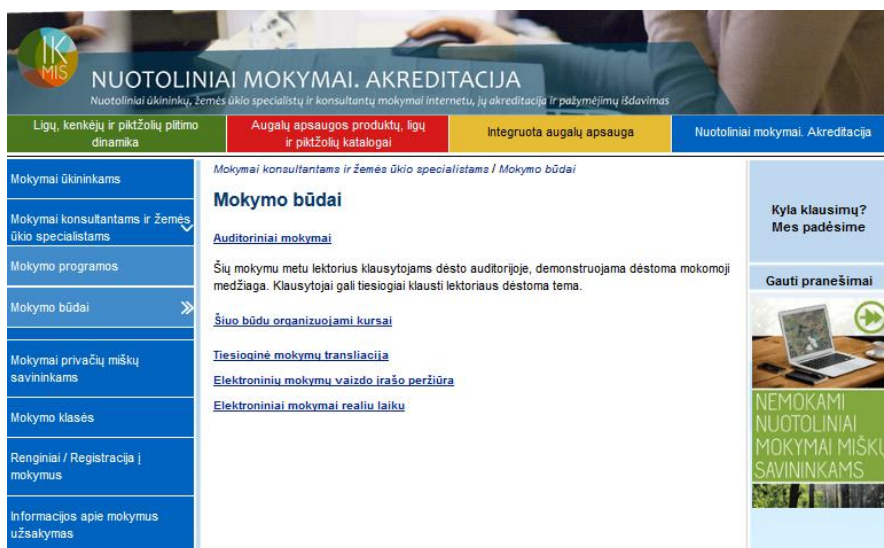 IK
MIS
NUOTOLINIAI MOKYMAI. AKREDITACIJA
Nuotoliniai ūkininkų, žemės ūkio specialistų ir konsultantų mokymai internetu, jų akreditacija ir pažymėjimų išdavimas
Ligų, kenkėjų ir piktžolių plitimo
dinamika
Augalų apsaugos produktų, ligų
ir piktžolių katalogai
Integruota augalų apsauga
Nuotoliniai mokymai. Akreditacija
Mokymai ūkininkams
Mokymai konsultantams ir žemės
ūkio specialistams
Mokymo programos
Mokymo būdai
Mokymai privačių miškų
savininkams
Mokymo klasės
Renginiai / Registracija į
mokymus
Informacijos apie mokymus
užsakymas
Mokymai konsultantams ir žemės ūkio specialistams / Mokymo būdai
Mokymo būdai
Auditoriniai mokymai
Šių mokymu metu lektorius klausytojams dėsto auditorijoje, demonstruojama dėstoma mokomoji
medžiaga. Klausytojai gali tiesiogiai klausti lektoriaus dėstoma tema.
Šiuo būdu organizuojami kursai
Tiesioginė mokymų transliacija
Elektroninių mokymų vaizdo įrašo peržiūra
Elektroniniai mokymai realiu laiku
Kyla klausimų?
Mes padėsime
Gauti pranešimai
NEMOKAMI
NUOTOLINIAI
MOKYMAI MIŠKŲ
SAVININKAMS